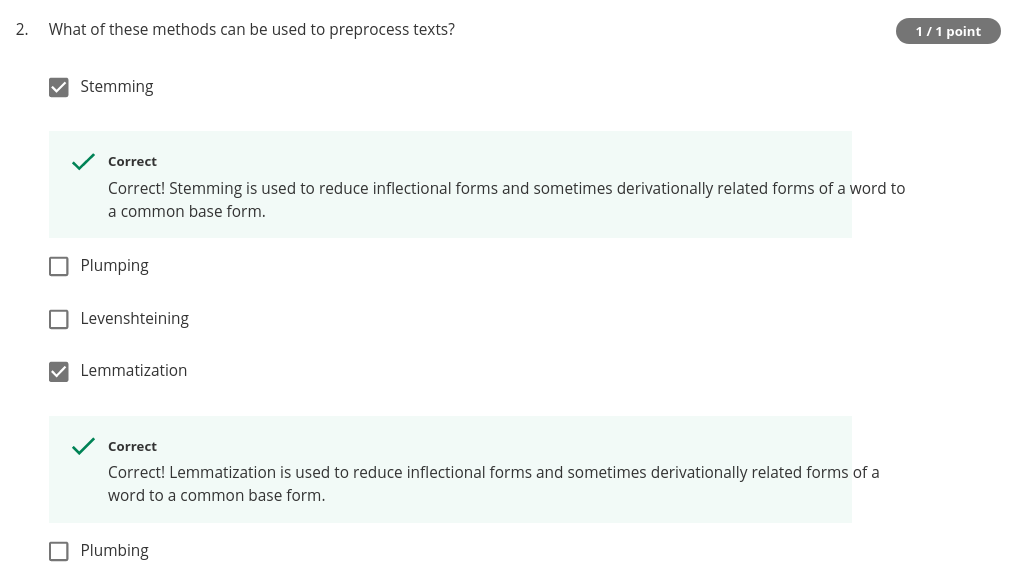 2. What of these methods can be used to preprocess texts?
1 / 1 point
Stemming
Correct
Correct! Stemming is used to reduce inflectional forms and sometimes derivationally related forms of a word to
a common base form.
Plumping
Levenshteining
Lemmatization
Correct
Correct! Lemmatization is used to reduce inflectional forms and sometimes derivationally related forms of a
word to a common base form.
Plumbing